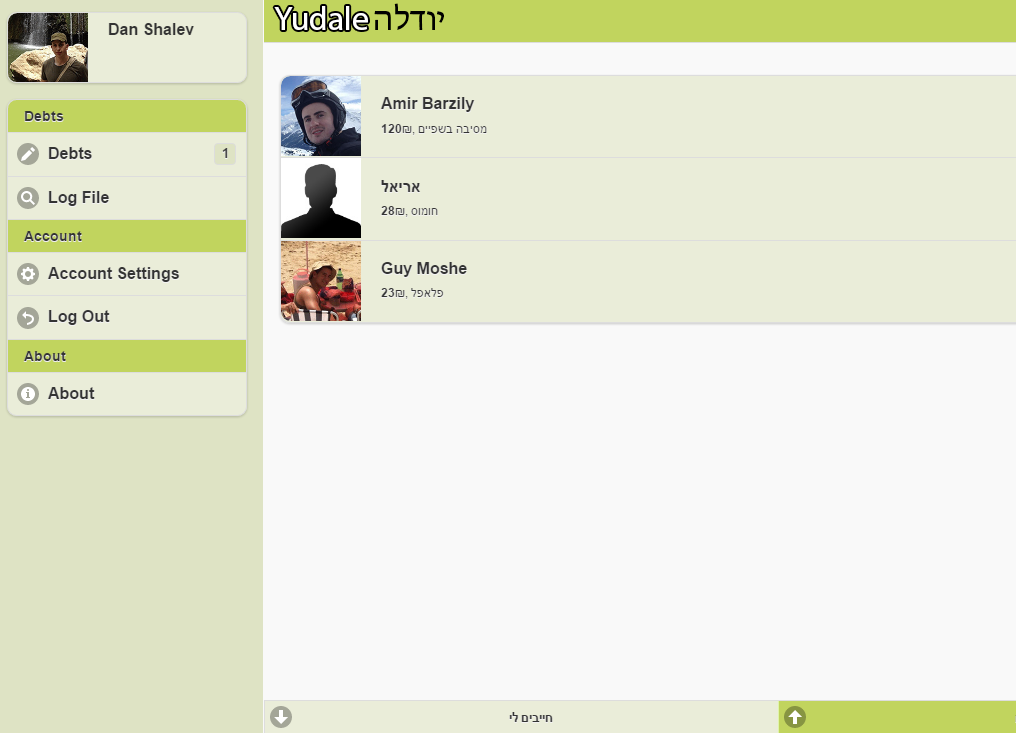 Dan Shalev
Debts
Debts 1
Log File
Account
Account Settings
Log Out
About
About
Yudale יודלה
Amir Barzily
120₪, מסיבה בשפיים
אריאל
28₪, חומוס
Guy Moshe
23₪, פלאפל
חייבים לי